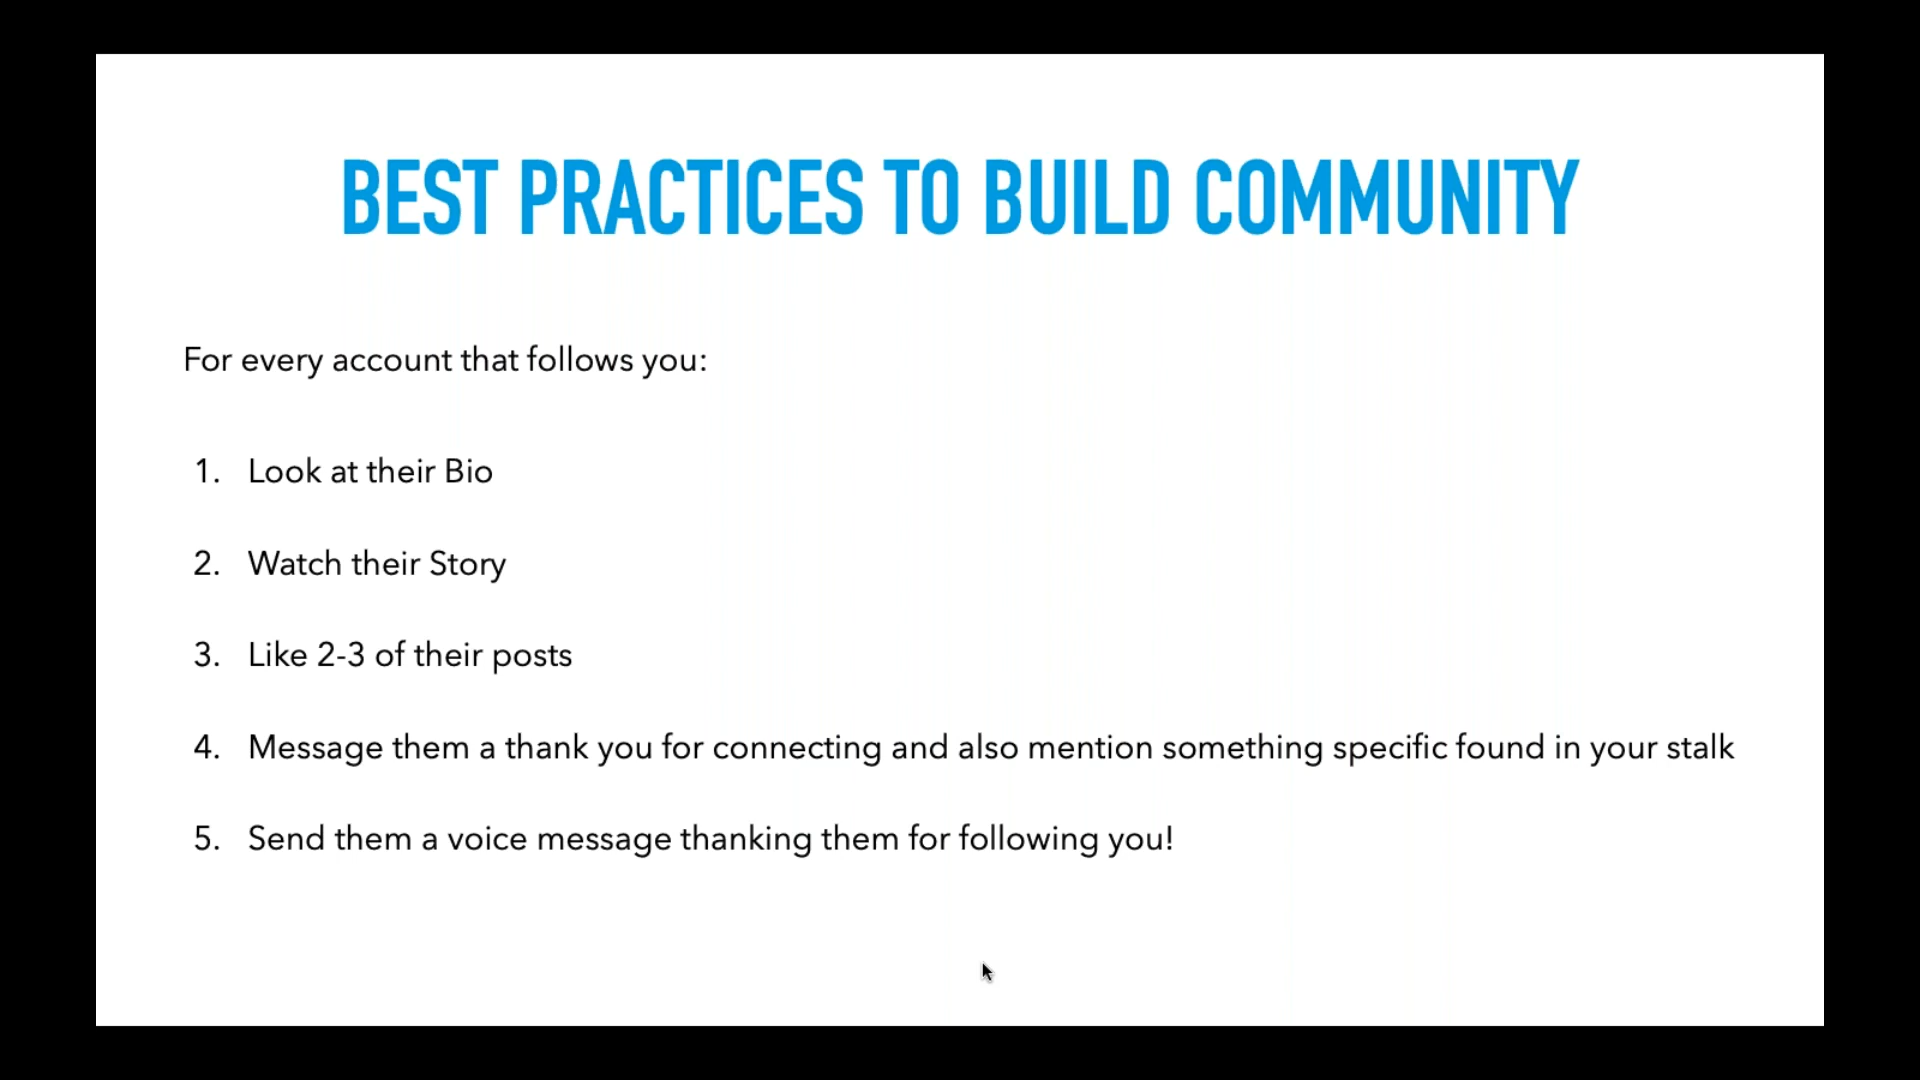 BEST PRACTICES TO BUILD COMMUNITY
For every account that follows you:
1. Look at their Bio
2. Watch their Story
3. Like 2-3 of their posts
4. Message them a thank you for connecting and also mention something specific found in your stalk
5. Send them a voice message thanking them for following you!